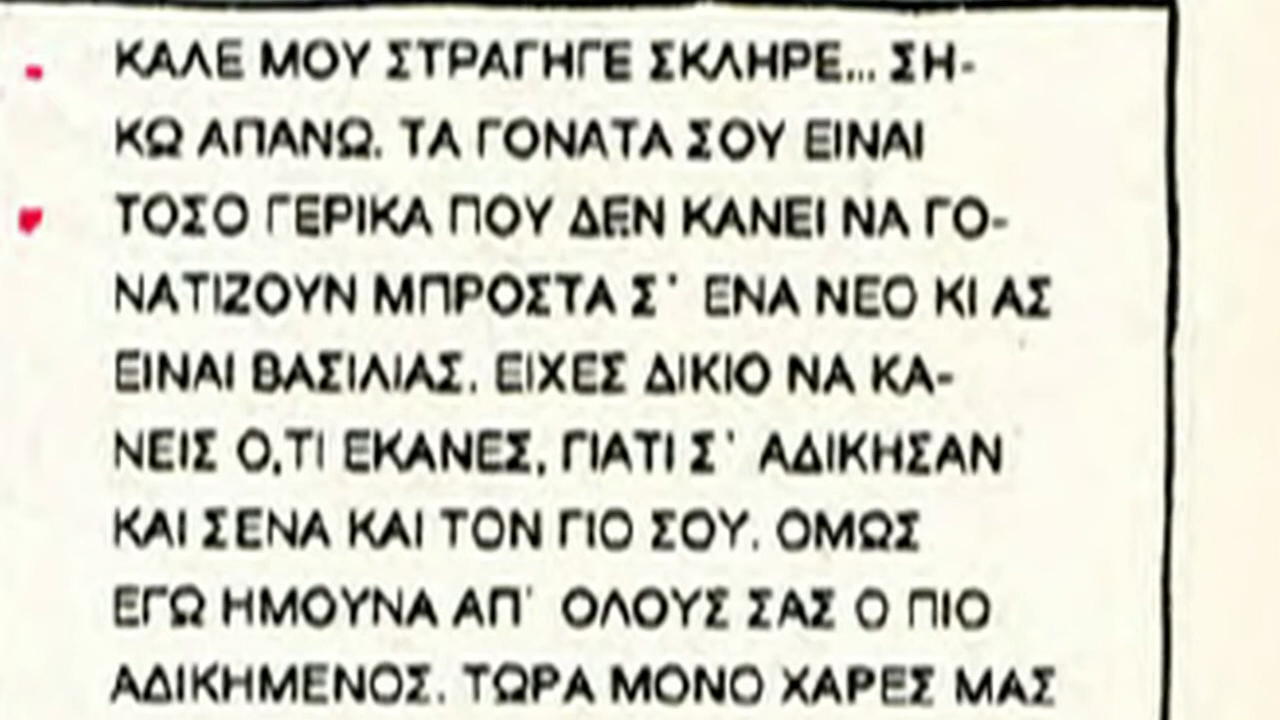 ΚΑΛΕ ΜΟΥ ΣΤΡΑΓΗΓΕ ΣΚΛΗΡΕ... ΣΗ-
ΚΩ ΑΠΑΝΩ. ΤΑ ΓΟΝΑΤΑ ΣΟΥ ΕΙΝΑΙ
ΤΟΣΟ ΓΕΡΙΚΑ ΠΟΥ ΔΕΝ ΚΑΝΕΙ ΝΑ ΓΟ-
ΝΑΤΙΖΟΥΝ ΜΠΡΟΣΤΑ Σ' ΕΝΑ ΝΕΟ ΚΙ ΑΣ
ΕΙΝΑΙ ΒΑΣΙΛΙΑΣ. ΕΙΧΕΣ ΔΙΚΙΟ ΝΑ ΚΑ-
ΝΕΙΣ Ο,ΤΙ ΕΚΑΝΕΣ, ΓΙΑΤΙ Σ' ΑΔΙΚΗΣΑΝ
ΚΑΙ ΣΕΝΑ ΚΑΙ ΤΟΝ ΓΙΟ ΣΟΥ. ΟΜΩΣ
ΕΓΩ ΗΜΟΥΝΑ ΑΠ' ΟΛΟΥΣ ΣΑΣ Ο ΠΙΟ
ΑΔΙΚΗΜΕΝΟΣ. ΤΩΡΑ ΜΟΝΟ ΧΑΡΕΣ ΜΑΣ